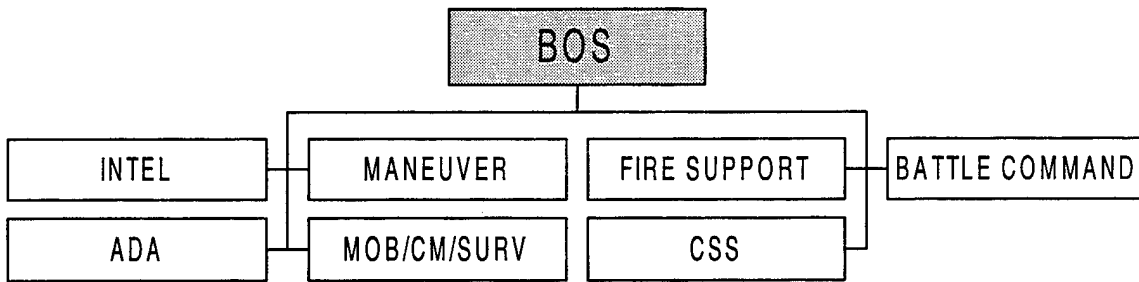 BOS
INTEL
MANEUVER
FIRE SUPPORT
BATTLE COMMAND
ADA
MOB/CM/SURV
CSS